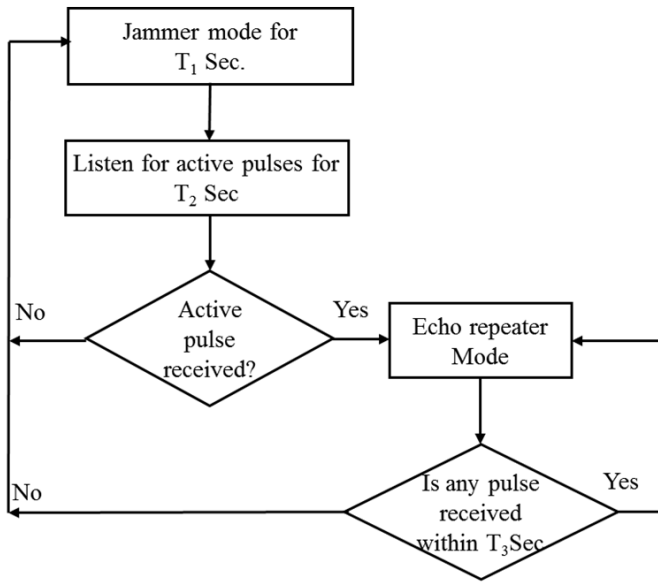 Jammer mode for
T₁ Sec.
Listen for active pulses for
T₂ Sec
Active
pulse
received?
No
Yes
Echo repeater
Mode
Is any pulse
received
within T₃Sec
No
Yes